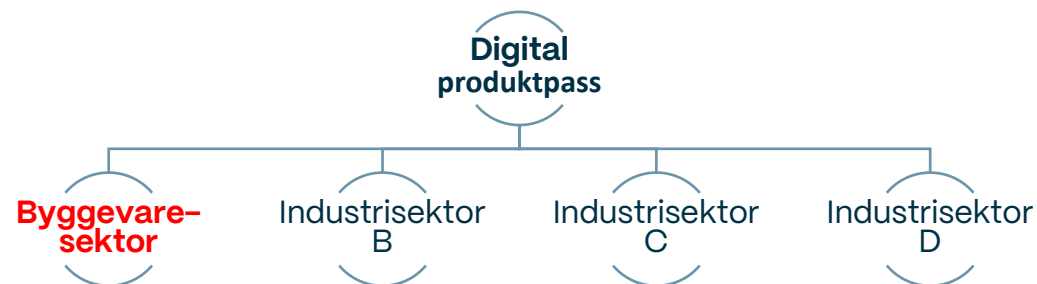 Digital
produktpass
Byggevare-
sektor
Industrisektor
B
Industrisektor
C
Industrisektor
D